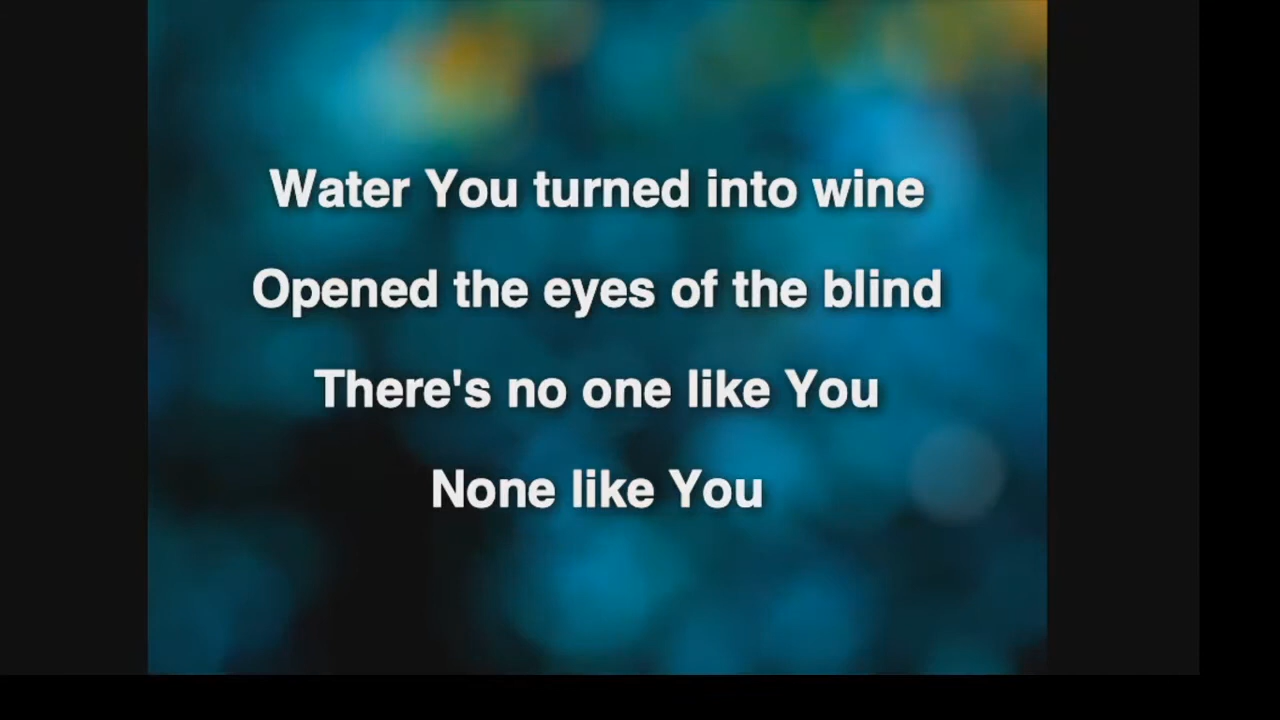 Water You turned into wine
Opened the eyes of the blind
There's no one like You
None like You